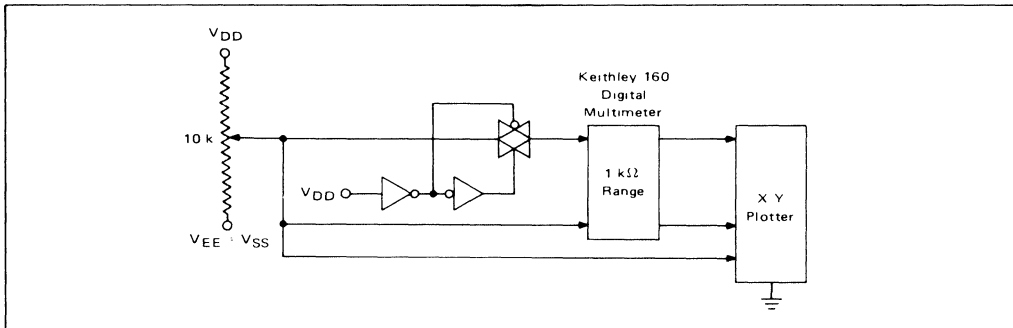 VDD
Keithley 160
Digital
Multimeter
10 k
1 kΩ
Range
VDD
X Y
Plotter
VEE VSS